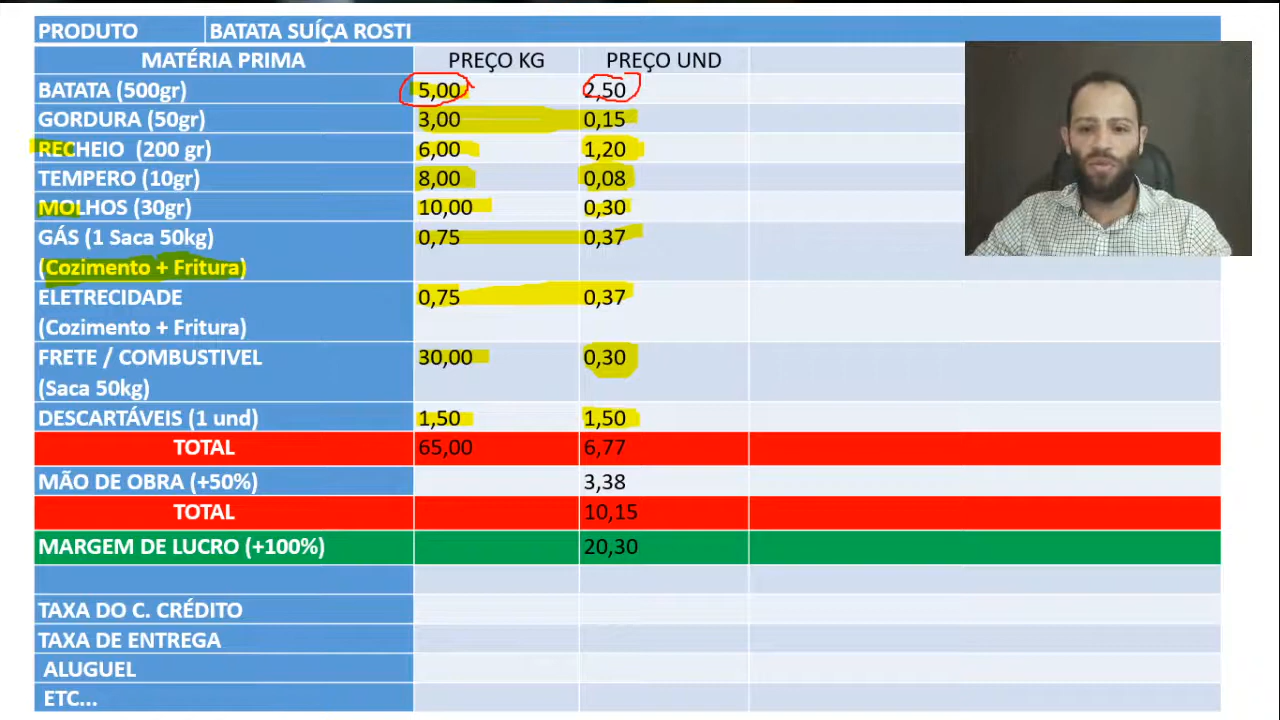 PRODUTO BATATA SUÍÇA ROSTI
MATÉRIA PRIMA PREÇO KG PREÇO UND
BATATA (500gr) 5,00 2,50
GORDURA (50gr) 3,00 0,15
RECHEIO (200 gr) 6,00 1,20
TEMPERO (10gr) 8,00 0,08
MOLHOS (30gr) 10,00 0,30
GÁS (1 Saca 50kg) 0,75 0,37
(Cozimento + Fritura)
ELETRECIDADE 0,75 0,37
(Cozimento + Fritura)
FRETE / COMBUSTIVEL 30,00 0,30
(Saca 50kg)
DESCARTÁVEIS (1 und) 1,50 1,50
TOTAL 65,00 6,77
MÃO DE OBRA (+50%) 3,38
TOTAL 10,15
MARGEM DE LUCRO (+100%) 20,30
TAXA DO C. CRÉDITO
TAXA DE ENTREGA
ALUGUEL
ETC...